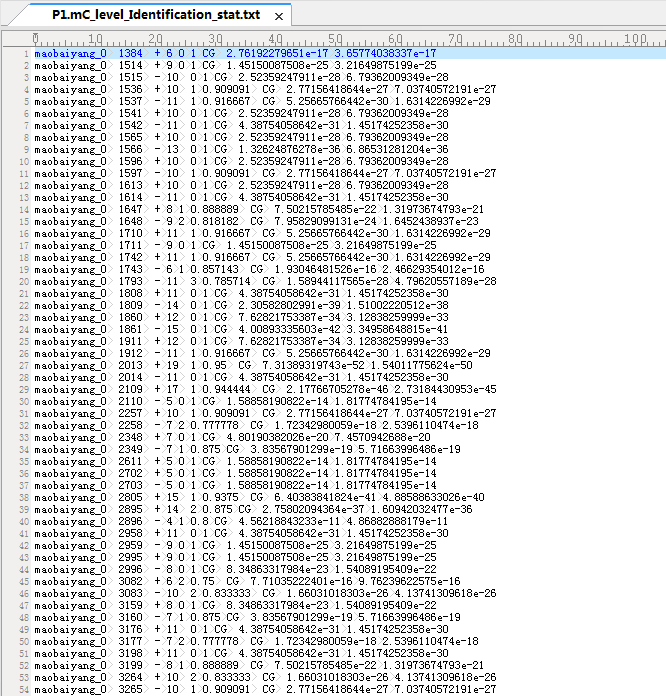 P1.mC_level_Identification_stat.txt ×
0 10 20 30 40 50 60 70 80 90 100
1 maobaiyang_0 1384 + 6 0 1 CG 2.76192279651e-17 3.65774038337e-17
2 maobaiyang_0 1514 + 9 0 1 CG 1.45150087508e-25 3.21649875199e-25
3 maobaiyang_0 1515 - 10 0 1 CG 2.52359247911e-28 6.79362009349e-28
4 maobaiyang_0 1536 + 10 1 0.909091 CG 2.77156418644e-27 7.03740572191e-27
5 maobaiyang_0 1537 - 11 1 0.916667 CG 5.25665766442e-30 1.6314226992e-29
6 maobaiyang_0 1541 + 10 0 1 CG 2.52359247911e-28 6.79362009349e-28
7 maobaiyang_0 1542 - 11 0 1 CG 4.38754058642e-31 1.45174252358e-30
8 maobaiyang_0 1565 + 10 0 1 CG 2.52359247911e-28 6.79362009349e-28
9 maobaiyang_0 1566 - 13 0 1 CG 1.32624876278e-36 6.86531281204e-36
10 maobaiyang_0 1596 + 10 0 1 CG 2.52359247911e-28 6.79362009349e-28
11 maobaiyang_0 1597 - 10 1 0.909091 CG 2.77156418644e-27 7.03740572191e-27
12 maobaiyang_0 1613 + 10 0 1 CG 2.52359247911e-28 6.79362009349e-28
13 maobaiyang_0 1614 - 11 0 1 CG 4.38754058642e-31 1.45174252358e-30
14 maobaiyang_0 1647 + 8 1 0.888889 CG 7.50215785485e-22 1.31973674793e-21
15 maobaiyang_0 1648 - 9 2 0.818182 CG 7.95829099131e-24 1.6452438937e-23
16 maobaiyang_0 1710 + 11 1 0.916667 CG 5.25665766442e-30 1.6314226992e-29
17 maobaiyang_0 1711 - 9 0 1 CG 1.45150087508e-25 3.21649875199e-25
18 maobaiyang_0 1742 + 11 1 0.916667 CG 5.25665766442e-30 1.6314226992e-29
19 maobaiyang_0 1743 - 6 1 0.857143 CG 1.93046481526e-16 2.46629354012e-16
20 maobaiyang_0 1793 - 11 3 0.785714 CG 1.58944117565e-28 4.79620557189e-28
21 maobaiyang_0 1808 + 11 0 1 CG 4.38754058642e-31 1.45174252358e-30
22 maobaiyang_0 1809 - 14 0 1 CG 2.30582802991e-39 1.51002220512e-38
23 maobaiyang_0 1860 + 12 0 1 CG 7.62821753387e-34 3.12838259999e-33
24 maobaiyang_0 1861 - 15 0 1 CG 4.00893335603e-42 3.34958648815e-41
25 maobaiyang_0 1911 + 12 0 1 CG 7.62821753387e-34 3.12838259999e-33
26 maobaiyang_0 1912 - 11 1 0.916667 CG 5.25665766442e-30 1.6314226992e-29
27 maobaiyang_0 2013 + 19 1 0.95 CG 7.31389319743e-52 1.54011775624e-50
28 maobaiyang_0 2014 - 11 0 1 CG 4.38754058642e-31 1.45174252358e-30
29 maobaiyang_0 2109 + 17 1 0.944444 CG 2.17766705278e-46 2.73184430953e-45
30 maobaiyang_0 2110 - 5 0 1 CG 1.58858190822e-14 1.81774784195e-14
31 maobaiyang_0 2257 + 10 1 0.909091 CG 2.77156418644e-27 7.03740572191e-27
32 maobaiyang_0 2258 - 7 2 0.777778 CG 1.72342980059e-18 2.5396110474e-18
33 maobaiyang_0 2348 + 7 0 1 CG 4.80190382026e-20 7.4570942688e-20
34 maobaiyang_0 2349 - 7 1 0.875 CG 3.83567901299e-19 5.71663996486e-19
35 maobaiyang_0 2611 + 5 0 1 CG 1.58858190822e-14 1.81774784195e-14
36 maobaiyang_0 2702 + 5 0 1 CG 1.58858190822e-14 1.81774784195e-14
37 maobaiyang_0 2703 - 5 0 1 CG 1.58858190822e-14 1.81774784195e-14
38 maobaiyang_0 2805 + 15 1 0.9375 CG 6.40383841824e-41 4.88588633026e-40
39 maobaiyang_0 2895 + 14 2 0.875 CG 2.75802094364e-37 1.60942032477e-36
40 maobaiyang_0 2896 - 4 1 0.8 CG 4.56218843233e-11 4.86882888179e-11
41 maobaiyang_0 2958 + 11 0 1 CG 4.38754058642e-31 1.45174252358e-30
42 maobaiyang_0 2959 - 9 0 1 CG 1.45150087508e-25 3.21649875199e-25
43 maobaiyang_0 2995 + 9 0 1 CG 1.45150087508e-25 3.21649875199e-25
44 maobaiyang_0 2996 - 8 0 1 CG 8.34863317984e-23 1.54089195409e-22
45 maobaiyang_0 3082 + 6 2 0.75 CG 7.71035222401e-16 9.76239622575e-16
46 maobaiyang_0 3083 - 10 2 0.833333 CG 1.66031018303e-26 4.13741309618e-26
47 maobaiyang_0 3159 + 8 0 1 CG 8.34863317984e-23 1.54089195409e-22
48 maobaiyang_0 3160 - 7 1 0.875 CG 3.83567901299e-19 5.71663996486e-19
49 maobaiyang_0 3176 + 11 0 1 CG 4.38754058642e-31 1.45174252358e-30
50 maobaiyang_0 3177 - 7 2 0.777778 CG 1.72342980059e-18 2.5396110474e-18
51 maobaiyang_0 3198 + 11 0 1 CG 4.38754058642e-31 1.45174252358e-30
52 maobaiyang_0 3199 - 8 1 0.888889 CG 7.50215785485e-22 1.31973674793e-21
53 maobaiyang_0 3264 + 10 2 0.833333 CG 1.66031018303e-26 4.13741309618e-26
54 maobaiyang_0 3265 - 10 1 0.909091 CG 2.77156418644e-27 7.03740572191e-27